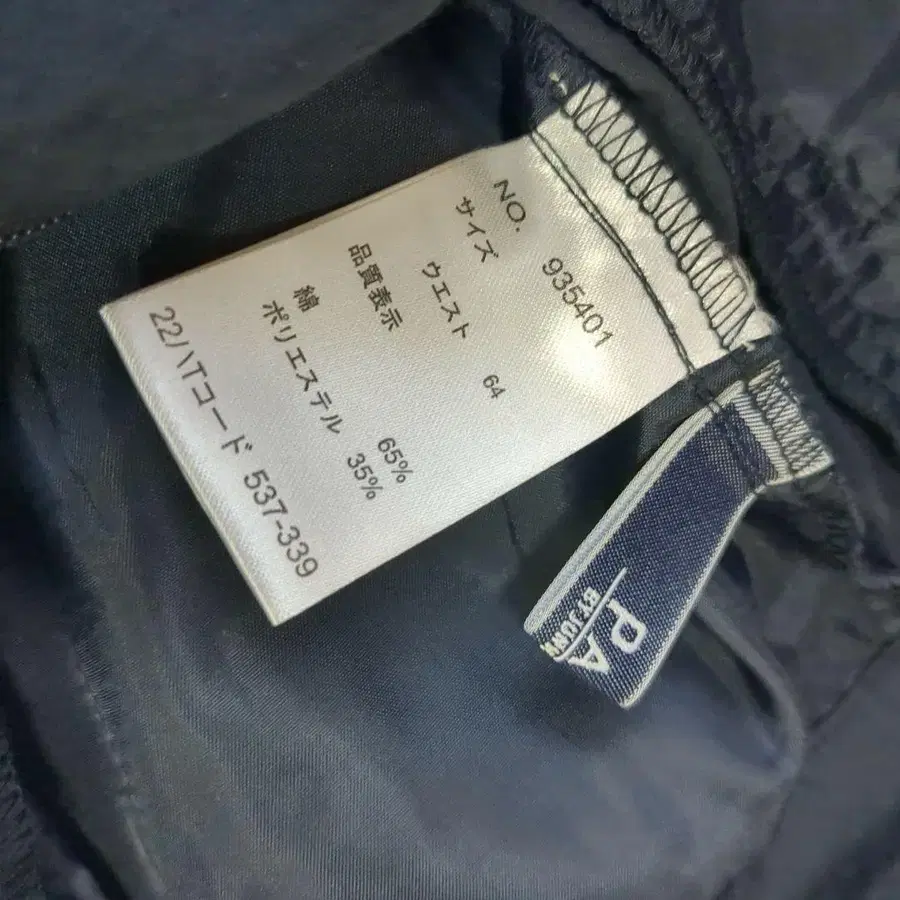 NO. 935401
サイズ
ウエスト 64
品質表示
綿 65%
ポリエステル 35%
22ハTコード 537-339
PA
BY JOHN